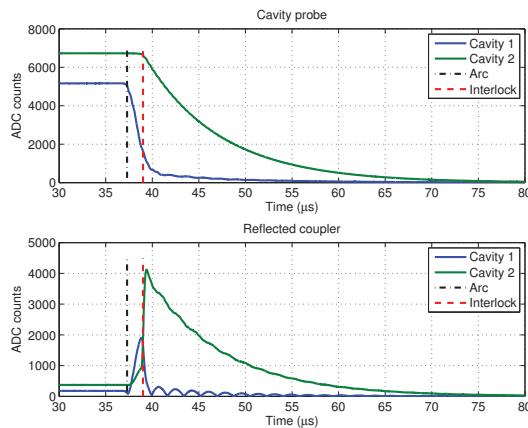 Cavity probe
8000
6000
4000
2000
0
ADC counts
30 35 40 45 50 55 60 65 70 75 80
Time (μs)
Cavity 1
Cavity 2
Arc
Interlock
Reflected coupler
5000
4000
3000
2000
1000
0
ADC counts
30 35 40 45 50 55 60 65 70 75 80
Time (μs)
Cavity 1
Cavity 2
Arc
Interlock